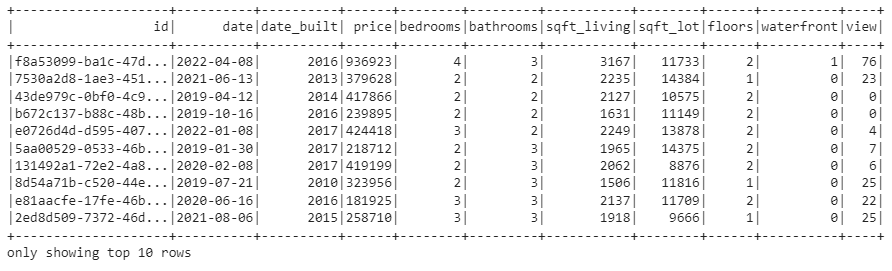 +--------------------+----------+----------+------+--------+---------+-----------+--------+------+----------+----+
|                  id|      date|date_built| price|bedrooms|bathrooms|sqft_living|sqft_lot|floors|waterfront|view|
+--------------------+----------+----------+------+--------+---------+-----------+--------+------+----------+----+
|f8a53099-ba1c-47d...|2022-04-08|      2016|936923|       4|        3|       3167|   11733|     2|         1|  76|
|7530a2d8-1ae3-451...|2021-06-13|      2013|379628|       2|        2|       2235|   14384|     1|         0|  23|
|43de979c-0bf0-4c9...|2019-04-12|      2014|417866|       2|        2|       2127|   10575|     2|         0|   0|
|b672c137-b88c-48b...|2019-10-16|      2016|239895|       2|        2|       1631|   11149|     2|         0|   0|
|e0726d4d-d595-407...|2022-01-08|      2017|424418|       3|        2|       2249|   13878|     2|         0|   4|
|5aa00529-0533-46b...|2019-01-30|      2017|218712|       2|        3|       1965|   14375|     2|         0|   7|
|131492a1-72e2-4a8...|2020-02-08|      2017|419199|       2|        3|       2062|    8876|     2|         0|   6|
|8d54a71b-c520-44e...|2019-07-21|      2010|323956|       2|        3|       1506|   11816|     1|         0|  25|
|e81aacfe-17fe-46b...|2020-06-16|      2016|181925|       3|        3|       2137|   11709|     2|         0|  22|
|2ed8d509-7372-46d...|2021-08-06|      2015|258710|       3|        3|       1918|    9666|     1|         0|  25|
+--------------------+----------+----------+------+--------+---------+-----------+--------+------+----------+----+
only showing top 10 rows